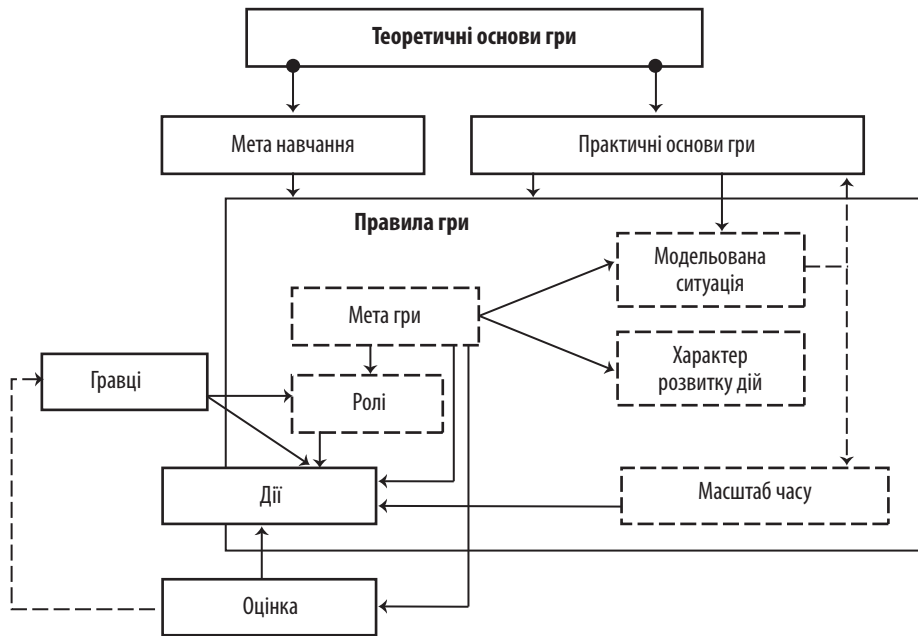 Теоретичні основи гри
Мета навчання
Практичні основи гри
Правила гри
Модельована
ситуація
Мета гри
Характер
розвитку дій
Гравці
Ролі
Дії
Масштаб часу
Оцінка